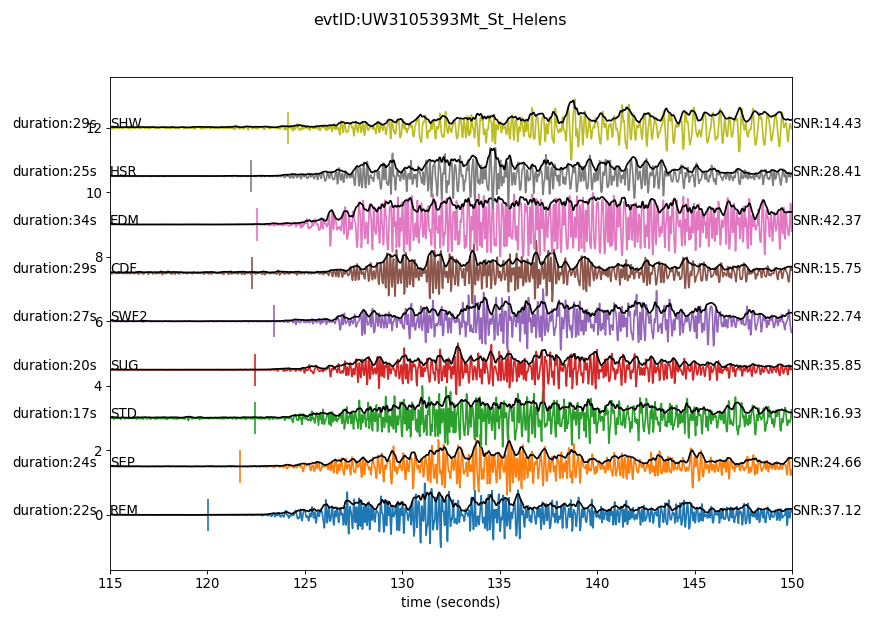 evtID:UW3105393Mt_St_Helens
duration:29s SHW SNR:14.43
12
duration:25s HSR SNR:28.41
10
duration:34s EDM SNR:42.37
8
duration:29s CDF SNR:15.75
duration:27s SWF2 SNR:22.74
6
duration:20s SUG SNR:35.85
4
duration:17s STD SNR:16.93
2
duration:24s SEP SNR:24.66
duration:22s REM SNR:37.12
0
115 120 125 130 135 140 145 150
time (seconds)